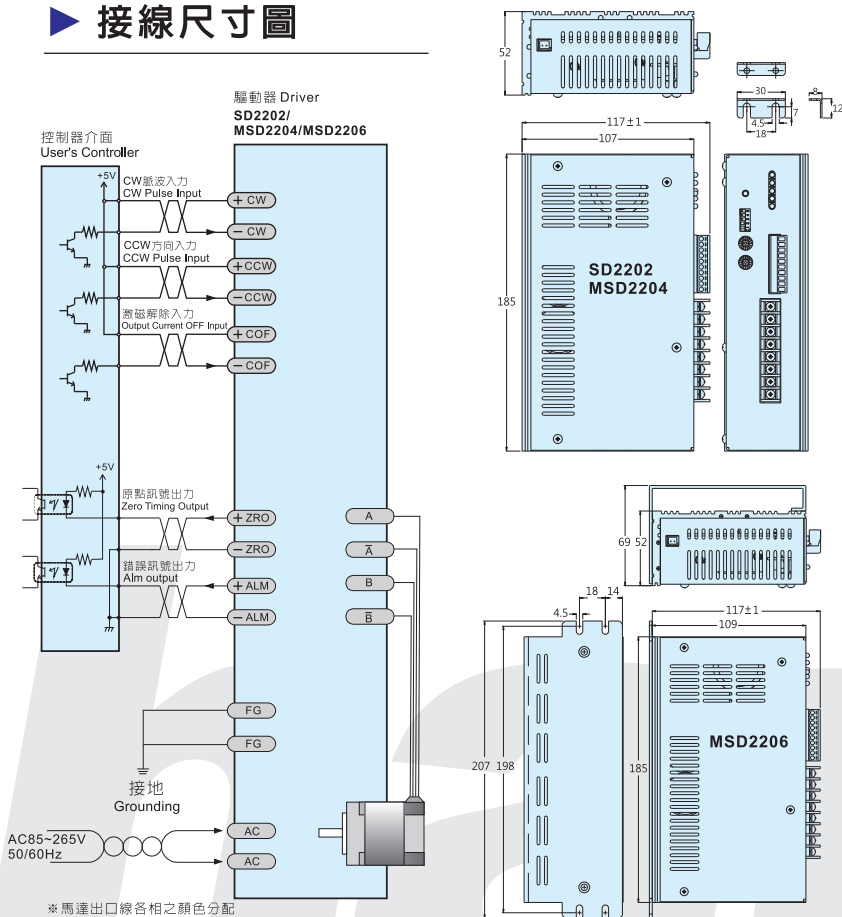 接線尺寸圖
驅動器 Driver
SD2202/
MSD2204/MSD2206
控制器介面
User's Controller
+5V
CW脈波入力
CW Pulse Input
+ CW
− CW
CCW方向入力
CCW Pulse Input
+ CCW
− CCW
激磁解除入力
Output Current OFF Input
+ COF
− COF
+5V
原點訊號出力
Zero Timing Output
+ ZRO
− ZRO
錯誤訊號出力
Alm output
+ ALM
− ALM
A
A̅
B
B̅
FG
FG
接地
Grounding
AC85~265V
50/60Hz
AC
AC
※馬達出口線各相之顏色分配
52
30
4.5
7
18
8
12
117±1
107
185
SD2202
MSD2204
69 52
18 14
4.5
117±1
109
207 198
185
MSD2206